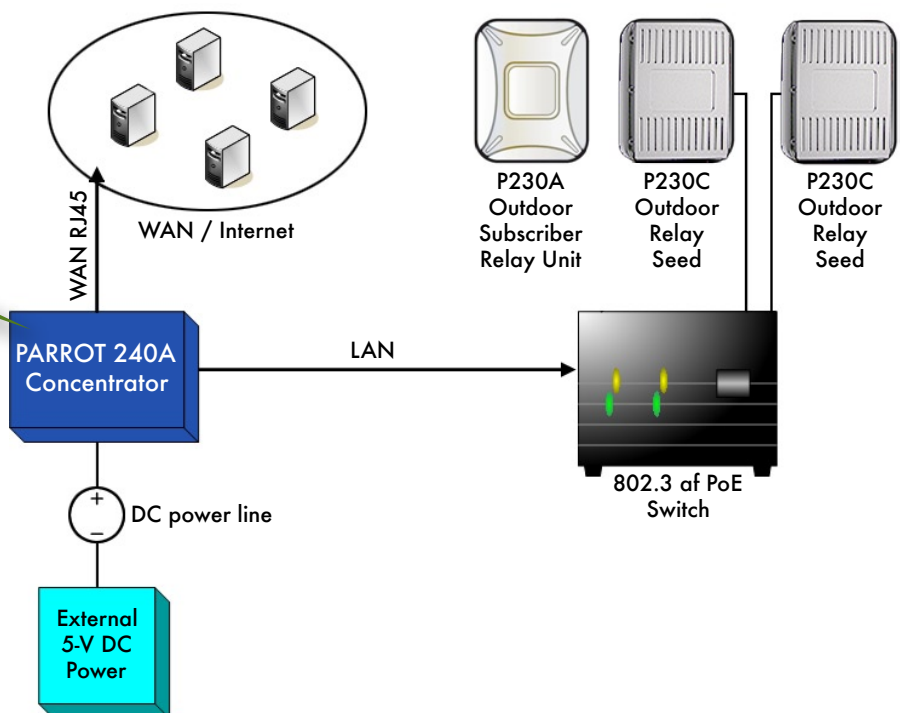 WAN / Internet
WAN RJ45
P230A
Outdoor
Subscriber
Relay Unit
P230C
Outdoor
Relay
Seed
P230C
Outdoor
Relay
Seed
PARROT 240A
Concentrator
LAN
802.3 af PoE
Switch
+
−
DC power line
External
5-V DC
Power